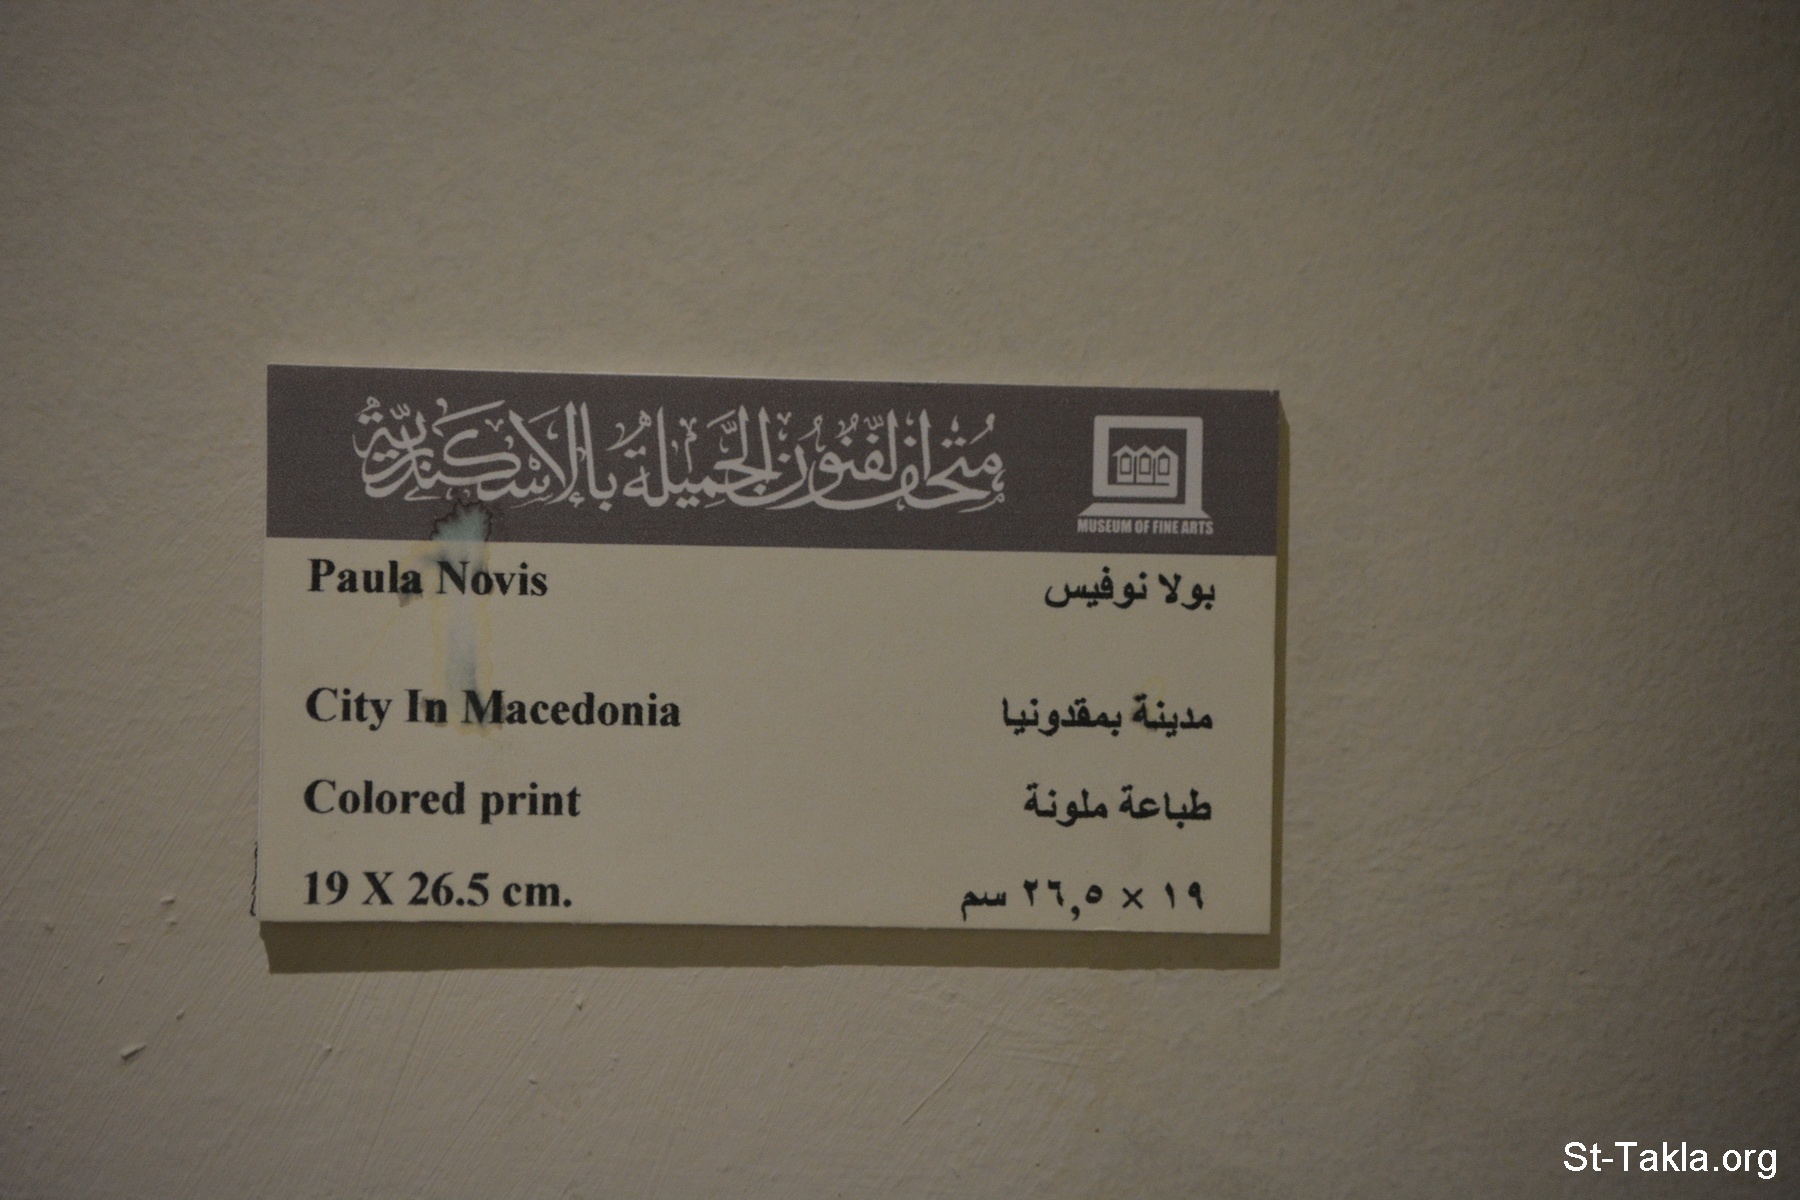 متحف الفنون الجميلة بالإسكندرية
MUSEUM OF FINE ARTS
Paula Novis
بولا نوفيس
City In Macedonia
مدينة بمقدونيا
Colored print
طباعة ملونة
19 X 26.5 cm.
١٩ × ٢٦,٥ سم
St-Takla.org